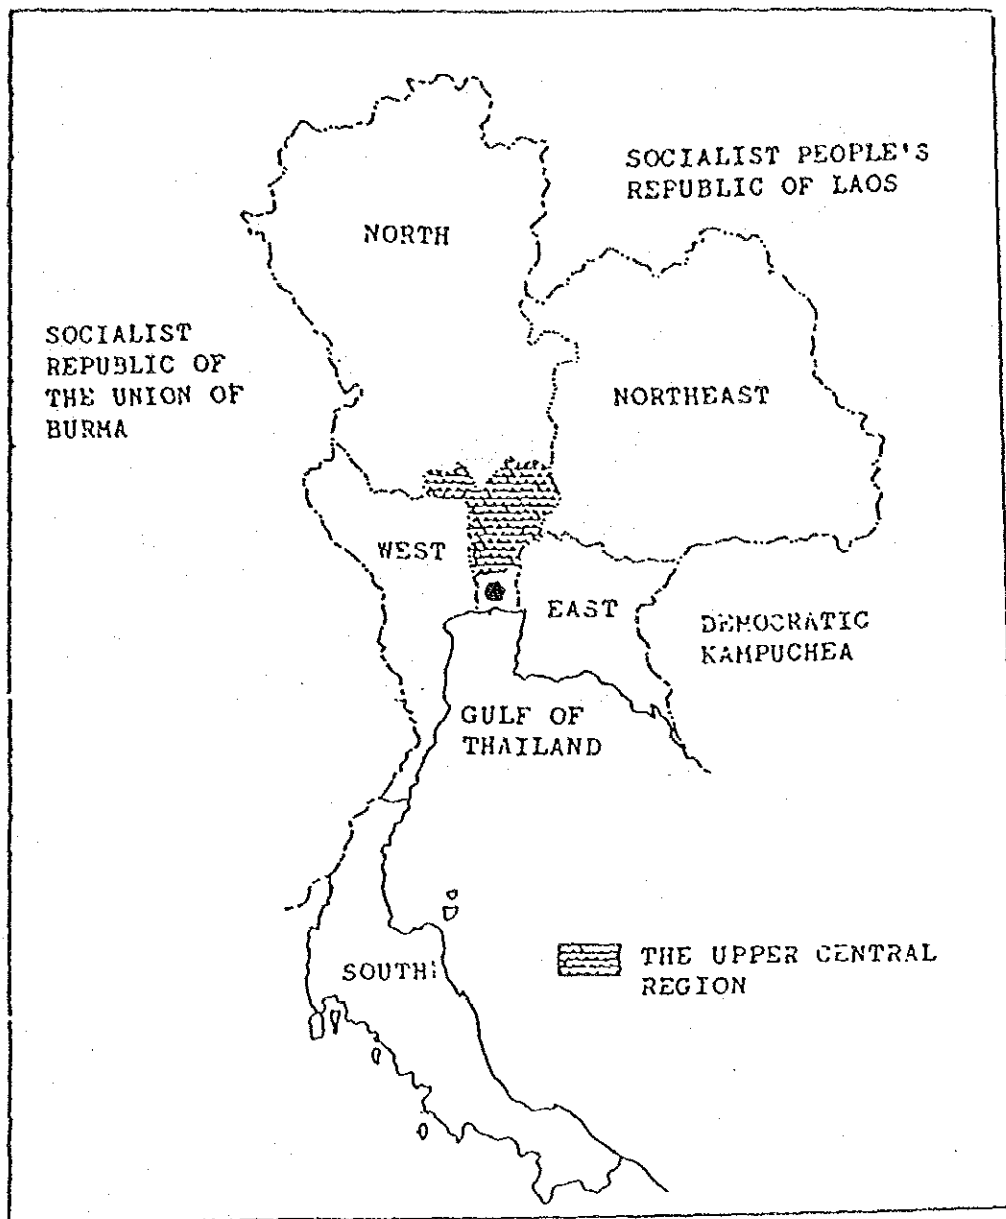 SOCIALIST PEOPLE'S
REPUBLIC OF LAOS
NORTH
SOCIALIST
REPUBLIC OF
THE UNION OF
BURMA
NORTHEAST
WEST
EAST
DEMOCRATIC
KAMPUCHEA
GULF OF
THAILAND
SOUTH
THE UPPER CENTRAL
REGION